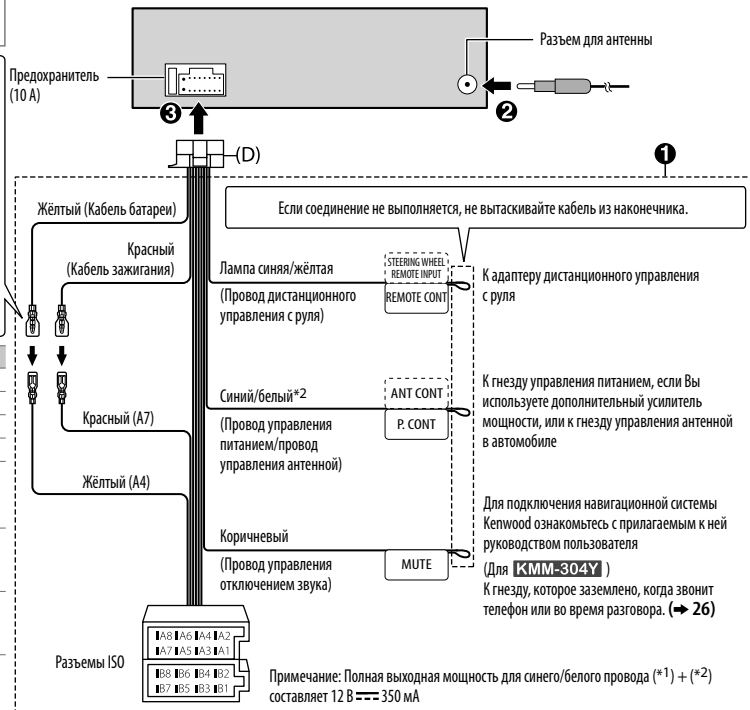 Разъем для антенны
Предохранитель
(10 А)
❸
❷
(D)
❶
Жёлтый (Кабель батареи)
Если соединение не выполняется, не вытаскивайте кабель из наконечника.
Красный
(Кабель зажигания)
Лампа синяя/жёлтая
(Провод дистанционного
управления с руля)
STEERING WHEEL
REMOTE INPUT
REMOTE CONT
К адаптеру дистанционного управления
с руля
Синий/белый*2
(Провод управления
питанием/провод
управления антенной)
ANT CONT
P. CONT
К гнезду управления питанием, если Вы
используете дополнительный усилитель
мощности, или к гнезду управления антенной
в автомобиле
Красный (A7)
Жёлтый (A4)
Коричневый
(Провод управления
отключением звука)
MUTE
Для подключения навигационной системы
Kenwood ознакомьтесь с прилагаемым к ней
руководством пользователя
(Для KMM-304Y )
К гнезду, которое заземлено, когда звонит
телефон или во время разговора. (➜ 26)
Разъемы ISO
A8 A6 A4 A2
A7 A5 A3 A1
B8 B6 B4 B2
B7 B5 B3 B1
Примечание: Полная выходная мощность для синего/белого провода (*1) + (*2)
составляет 12 В ⎓ 350 мА